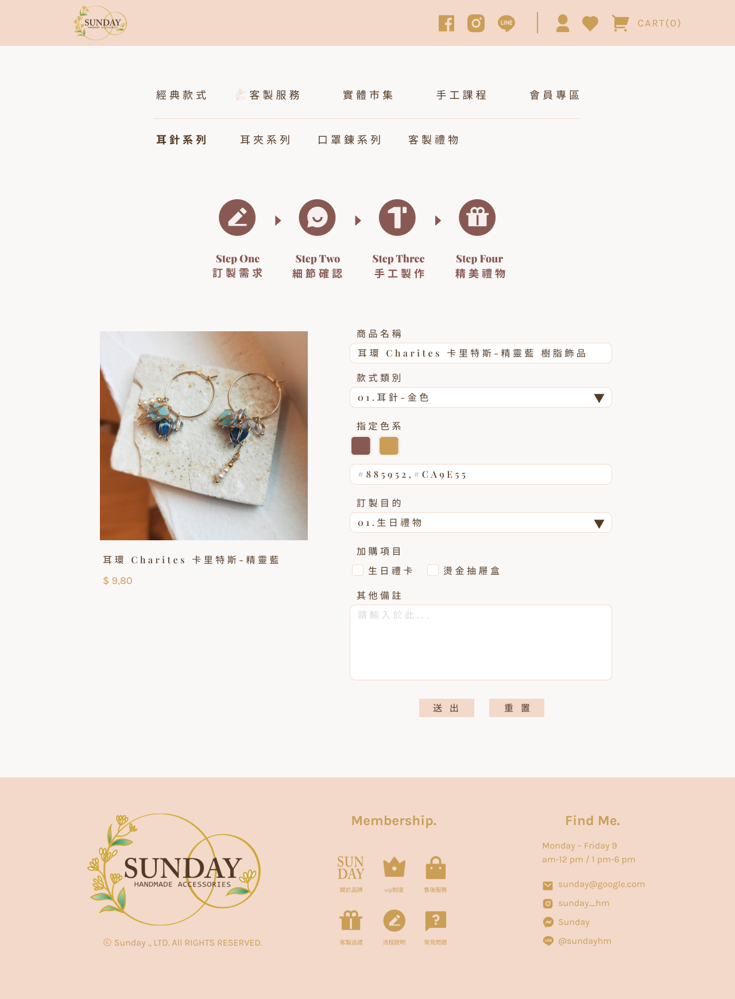 SUNDAY
HANDMADE ACCESSORIES
LINE
CART(0)
經典款式 客製服務 實體市集 手工課程 會員專區
耳針系列 耳夾系列 口罩鍊系列 客製禮物
Step One Step Two Step Three Step Four
訂製需求 細節確認 手工製作 精美禮物
商品名稱
耳環 Charites 卡里特斯-精靈藍 樹脂飾品
款式類別
01.耳針-金色
指定色系
#885952,#CA9E55
訂製目的
01.生日禮物
加購項目
生日禮卡 燙金抽屜盒
其他備註
請輸入於此...
送出 重置
耳環 Charites 卡里特斯-精靈藍
$ 9,80
SUNDAY
HANDMADE ACCESSORIES
ⓒ Sunday ., LTD. All RIGHTS RESERVED.
Membership.
SUN
DAY
關於品牌 vip制度 售後服務
客製送禮 流程說明 常見問題
Find Me.
Monday - Friday 9
am-12 pm / 1 pm-6 pm
sunday@google.com
sunday_hm
Sunday
LINE
@sundayhm